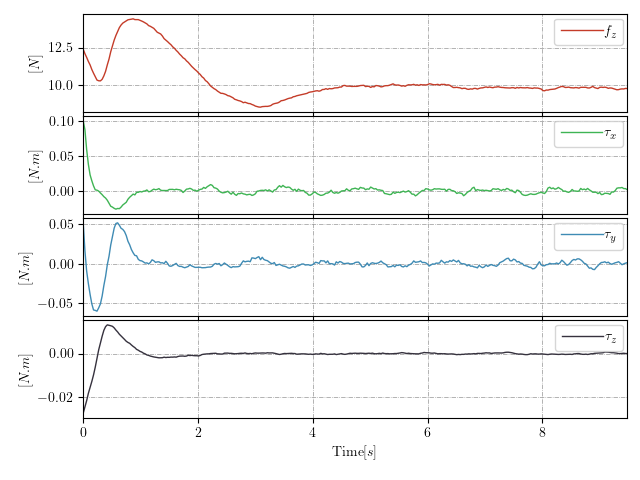 12.5
10.0
[N]
f_z
0.10
0.05
0.00
[N.m]
τ_x
0.05
0.00
−0.05
[N.m]
τ_y
0.00
−0.02
[N.m]
τ_z
0 2 4 6 8
Time[s]